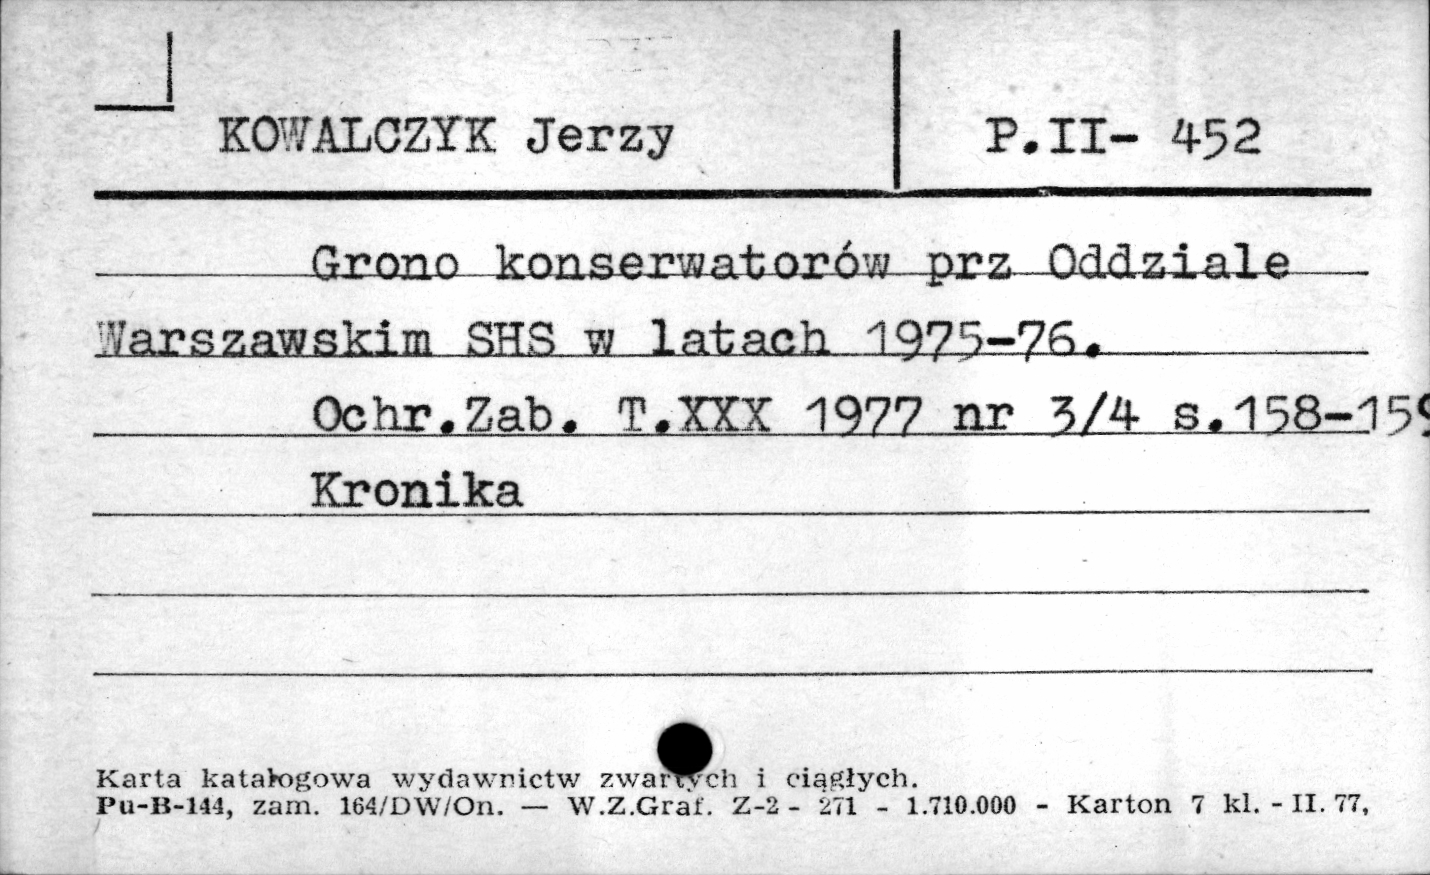 KOWALCZYK Jerzy
P.II- 452
Grono konserwatorów prz Oddziale
Warszawskim SHS w latach 1975-76.
Ochr.Zab. T.XXX 1977 nr 3/4 s.158-159
Kronika
Karta katalogowa wydawnictw zwartych i ciągłych.
Pu-B-144, zam. 164/DW/On. — W.Z.Graf. Z-2 - 271 - 1.710.000 - Karton 7 kl. - II. 77,